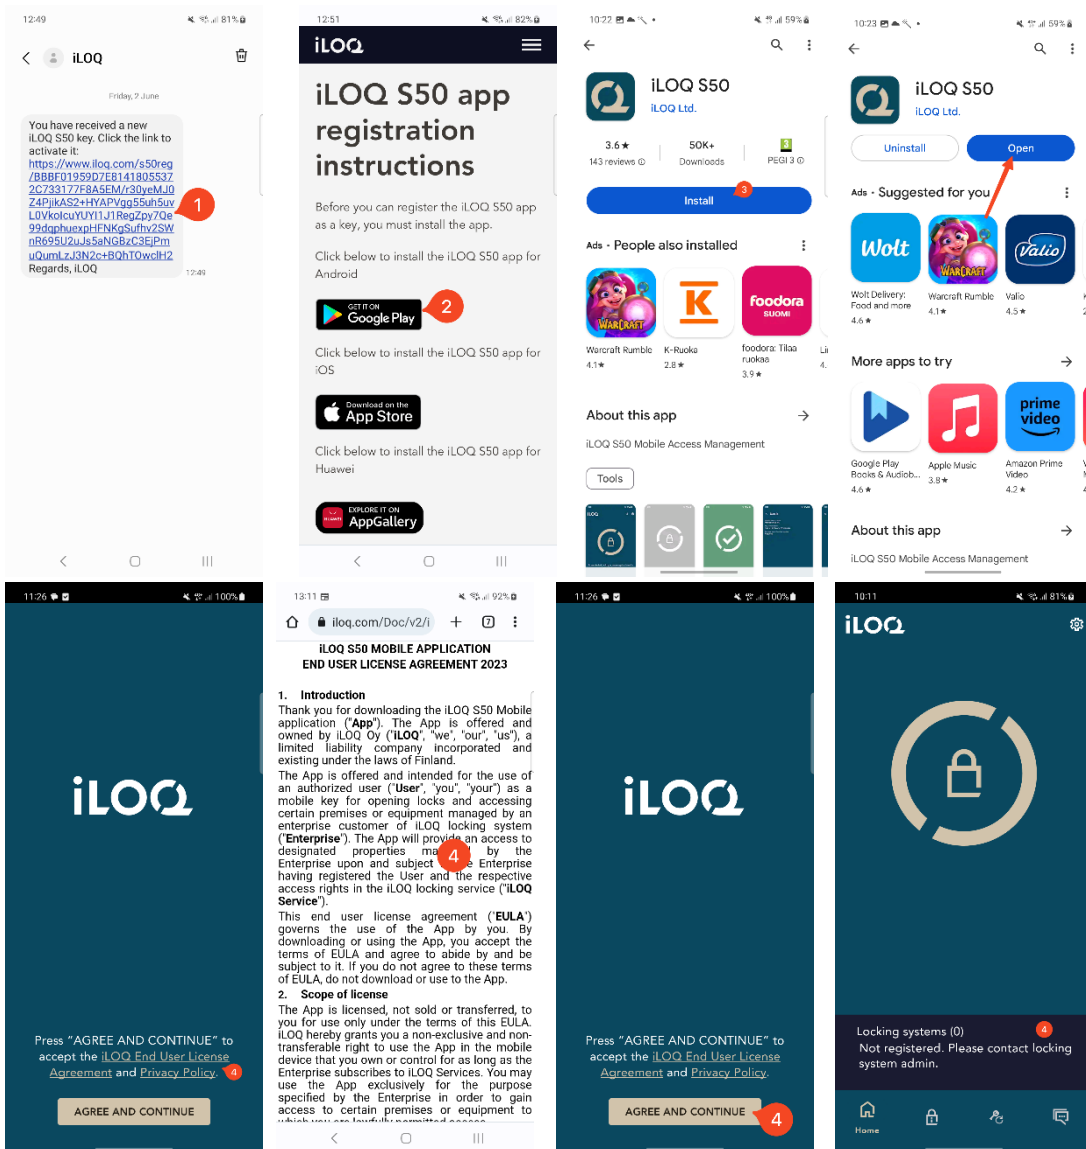 12:49
81%
iLOQ
Friday, 2 June
You have received a new
iLOQ S50 key. Click the link to
activate it:
https://www.iloq.com/s50reg
/BBBF01959D7E8141805537
2C733177F8A5EM/r30yeMJ0
Z4PjikAS2+HYAPVgg55uh5uv
L0VkoIcuYUYI1J1RegZpy7Qe
99dqphuexpHFNKgSufhv2SW
nR695U2uJs5aNGBzC3EjPm
uQumLzJ3N2c+BQhTOwclH2
Regards, iLOQ
12:49
1
12:51
82%
iLOQ
iLOQ S50 app
registration
instructions
Before you can register the iLOQ S50 app
as a key, you must install the app.
Click below to install the iLOQ S50 app for
Android
GET IT ON
Google Play
2
Click below to install the iLOQ S50 app for
iOS
Download on the
App Store
Click below to install the iLOQ S50 app for
Huawei
EXPLORE IT ON
AppGallery
10:22
59%
iLOQ S50
iLOQ Ltd.
3.6★
143 reviews
50K+
Downloads
3
PEGI 3
Install
3
Ads · People also installed
WARCRAFT
K
foodora
SUOMI
Warcraft Rumble
4.1★
K-Ruoka
2.8★
foodora: Tilaa
ruokaa
3.9★
Li
4.
About this app
iLOQ S50 Mobile Access Management
Tools
10:23
59%
iLOQ S50
iLOQ Ltd.
Uninstall
Open
Ads · Suggested for you
Wolt
WARCRAFT
Valio
Wolt Delivery:
Food and more
4.6★
Warcraft Rumble
4.1★
Valio
4.5★
More apps to try
prime
video
Google Play
Books & Audiob...
4.6★
Apple Music
3.8★
Amazon Prime
Video
4.2★
About this app
iLOQ S50 Mobile Access Management
11:26
100%
iLOQ
Press "AGREE AND CONTINUE" to
accept the iLOQ End User License
Agreement and Privacy Policy.
4
AGREE AND CONTINUE
13:11
92%
iloq.com/Doc/v2/i
7
iLOQ S50 MOBILE APPLICATION
END USER LICENSE AGREEMENT 2023
1. Introduction
Thank you for downloading the iLOQ S50 Mobile
application ("App"). The App is offered and
owned by iLOQ Oy ("iLOQ", "we", "our", "us"), a
limited liability company incorporated and
existing under the laws of Finland.
The App is offered and intended for the use of
an authorized user ("User", "you", "your") as a
mobile key for opening locks and accessing
certain premises or equipment managed by an
enterprise customer of iLOQ locking system
("Enterprise"). The App will provide an access to
designated properties by the
Enterprise upon and subject Enterprise
having registered the User and the respective
access rights in the iLOQ locking service ("iLOQ
Service").
4
This end user license agreement ("EULA")
governs the use of the App by you. By
downloading or using the App, you accept the
terms of EULA and agree to abide by and be
subject to it. If you do not agree to these terms
of EULA, do not download or use to the App.
2. Scope of license
The App is licensed, not sold or transferred, to
you for use only under the terms of this EULA.
iLOQ hereby grants you a non-exclusive and non-
transferable right to use the App in the mobile
device that you own or control for as long as the
Enterprise subscribes to iLOQ Services. You may
use the App exclusively for the purpose
specified by the Enterprise in order to gain
access to certain premises or equipment to
11:26
100%
iLOQ
Press "AGREE AND CONTINUE" to
accept the iLOQ End User License
Agreement and Privacy Policy.
AGREE AND CONTINUE
4
10:11
81%
iLOQ
Locking systems (0)
4
Not registered. Please contact locking
system admin.
Home